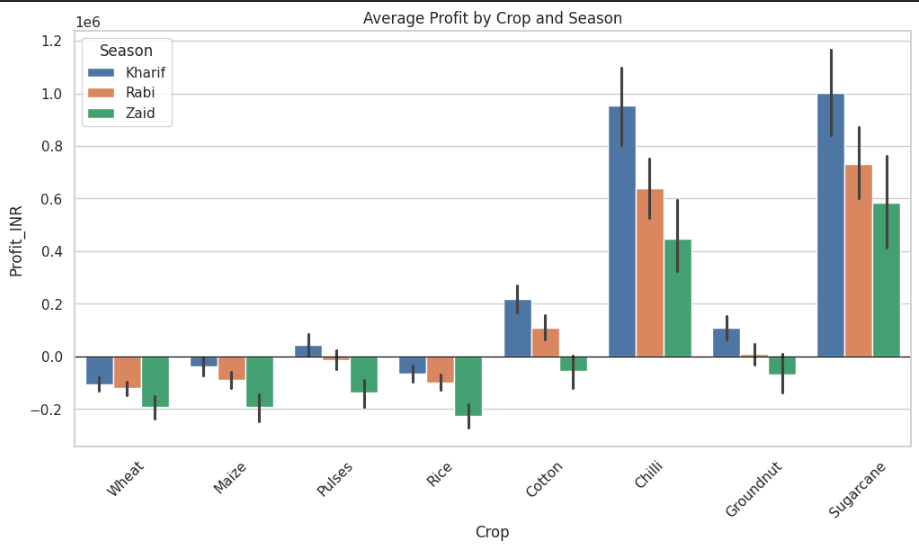 Average Profit by Crop and Season
1e6
Season
Kharif
Rabi
Zaid
1.2
1.0
0.8
0.6
0.4
0.2
0.0
−0.2
Profit_INR
Wheat
Maize
Pulses
Rice
Cotton
Chilli
Groundnut
Sugarcane
Crop